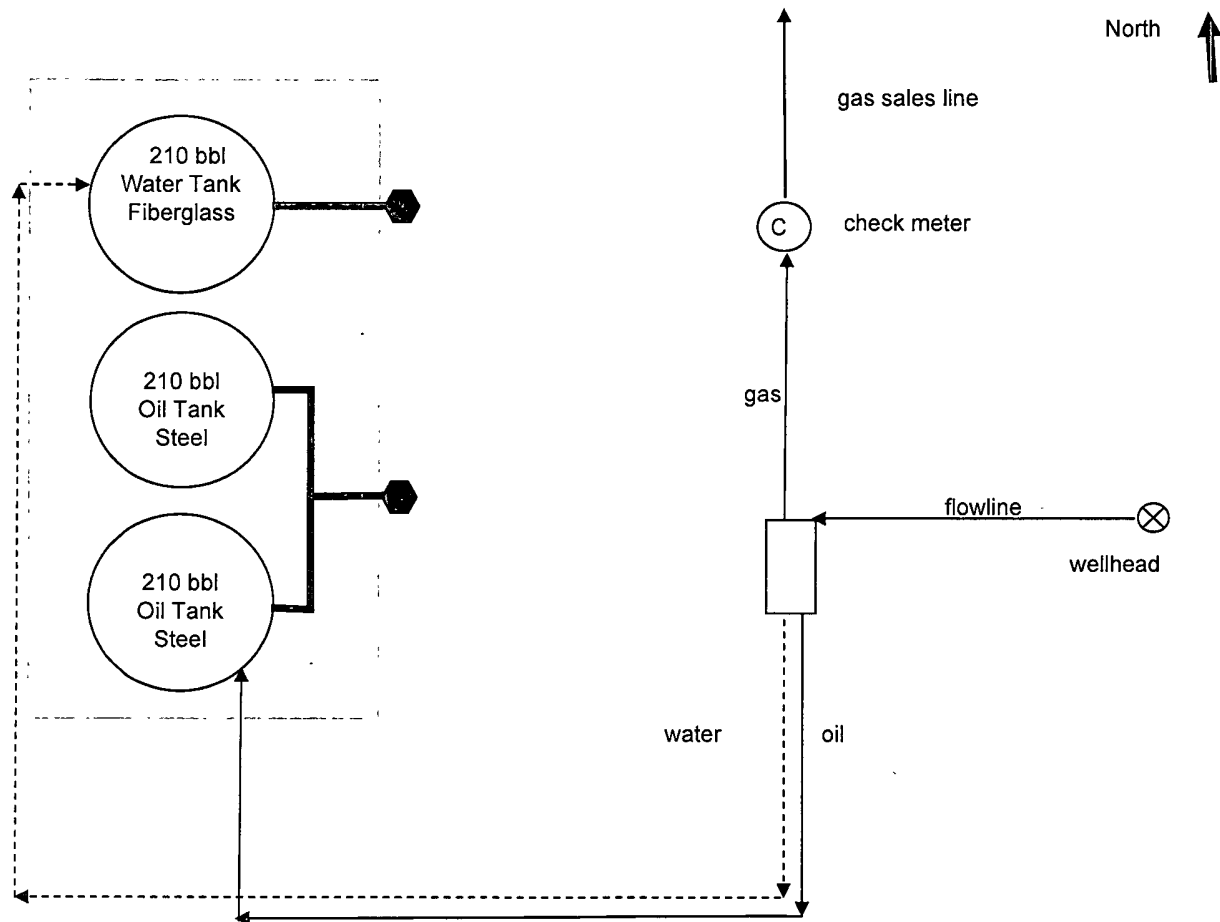 North
gas sales line
210 bbl
Water Tank
Fiberglass
C
check meter
210 bbl
Oil Tank
Steel
gas
flowline
wellhead
210 bbl
Oil Tank
Steel
water
oil